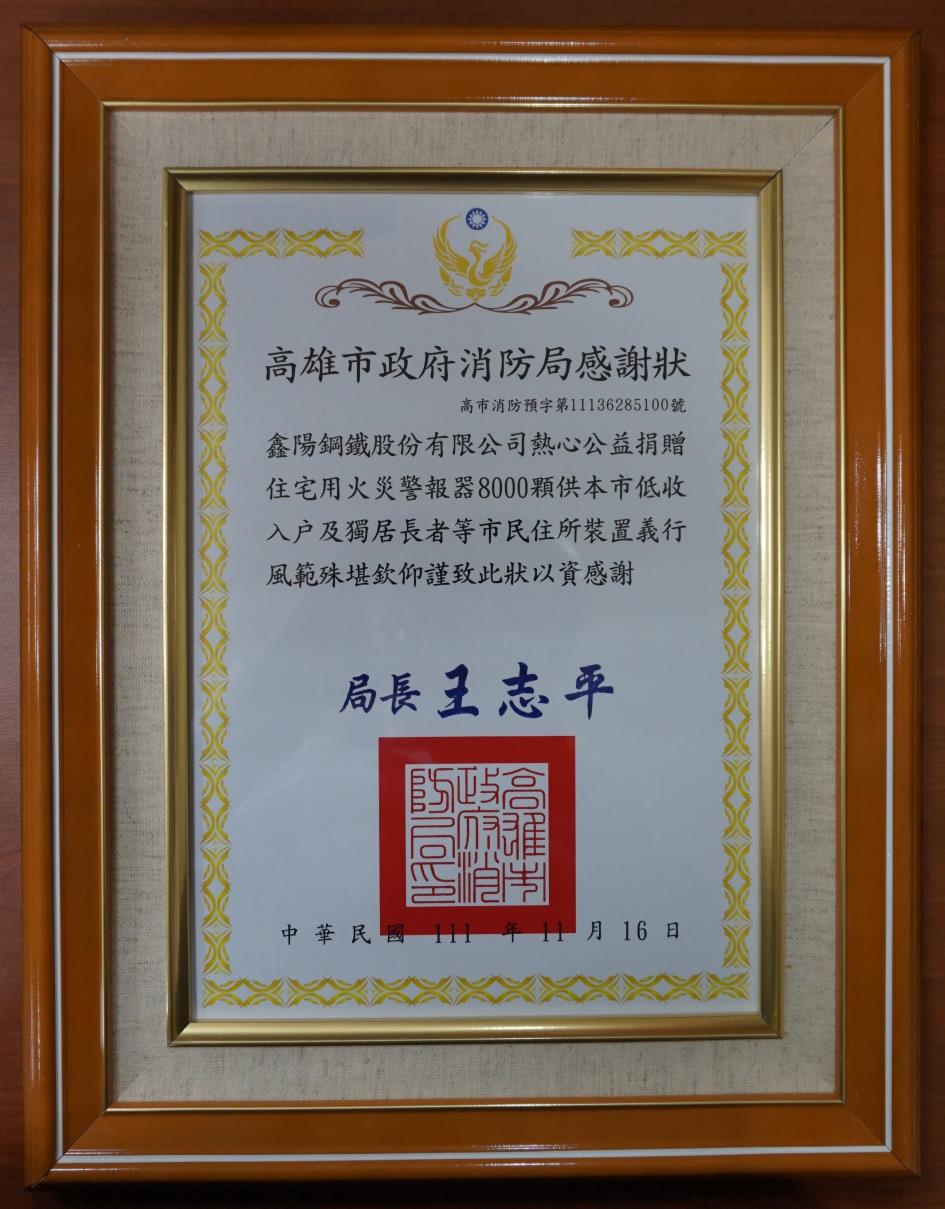 高雄市政府消防局感謝狀
高市消防預字第11136285100號
鑫陽鋼鐵股份有限公司熱心公益捐贈
住宅用火災警報器8000顆供本市低收
入戶及獨居長者等市民住所裝置義行
風範殊堪欽仰謹致此狀以資感謝
局長 王志平
高雄市
政府消
防局印
中華民國 111 年 11 月 16 日